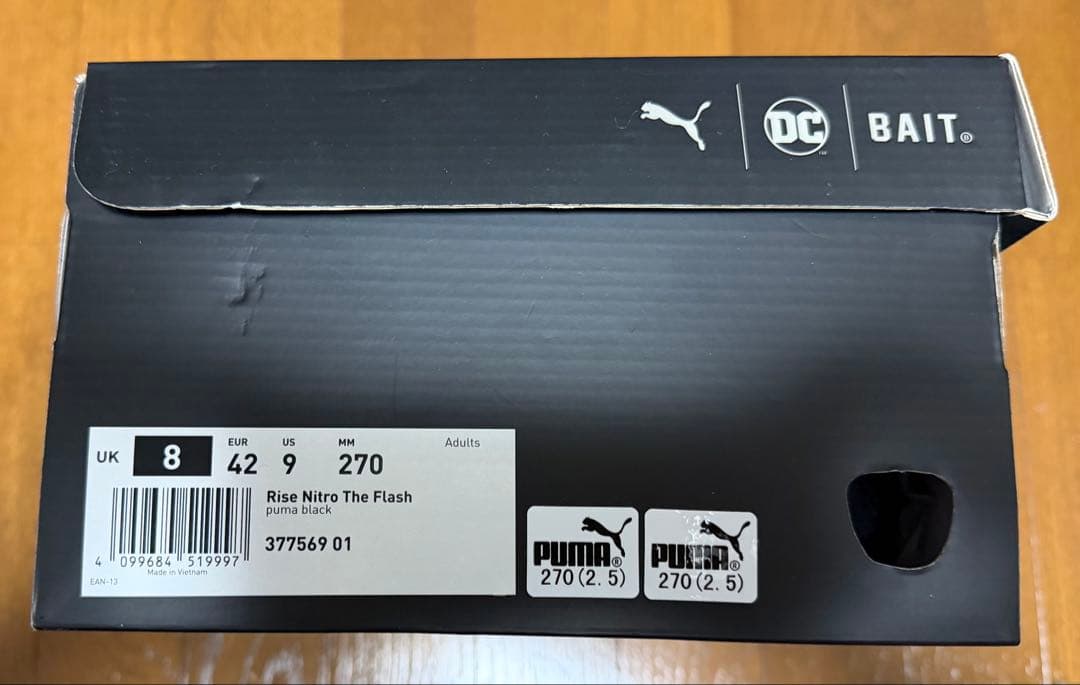 DC
BAIT®
UK 8 EUR 42 US 9 MM 270 Adults
Rise Nitro The Flash
puma black
377569 01
4 099684 519997
Made in Vietnam
EAN-13
PUMA®
270 (2. 5)
PUMA®
270 (2. 5)